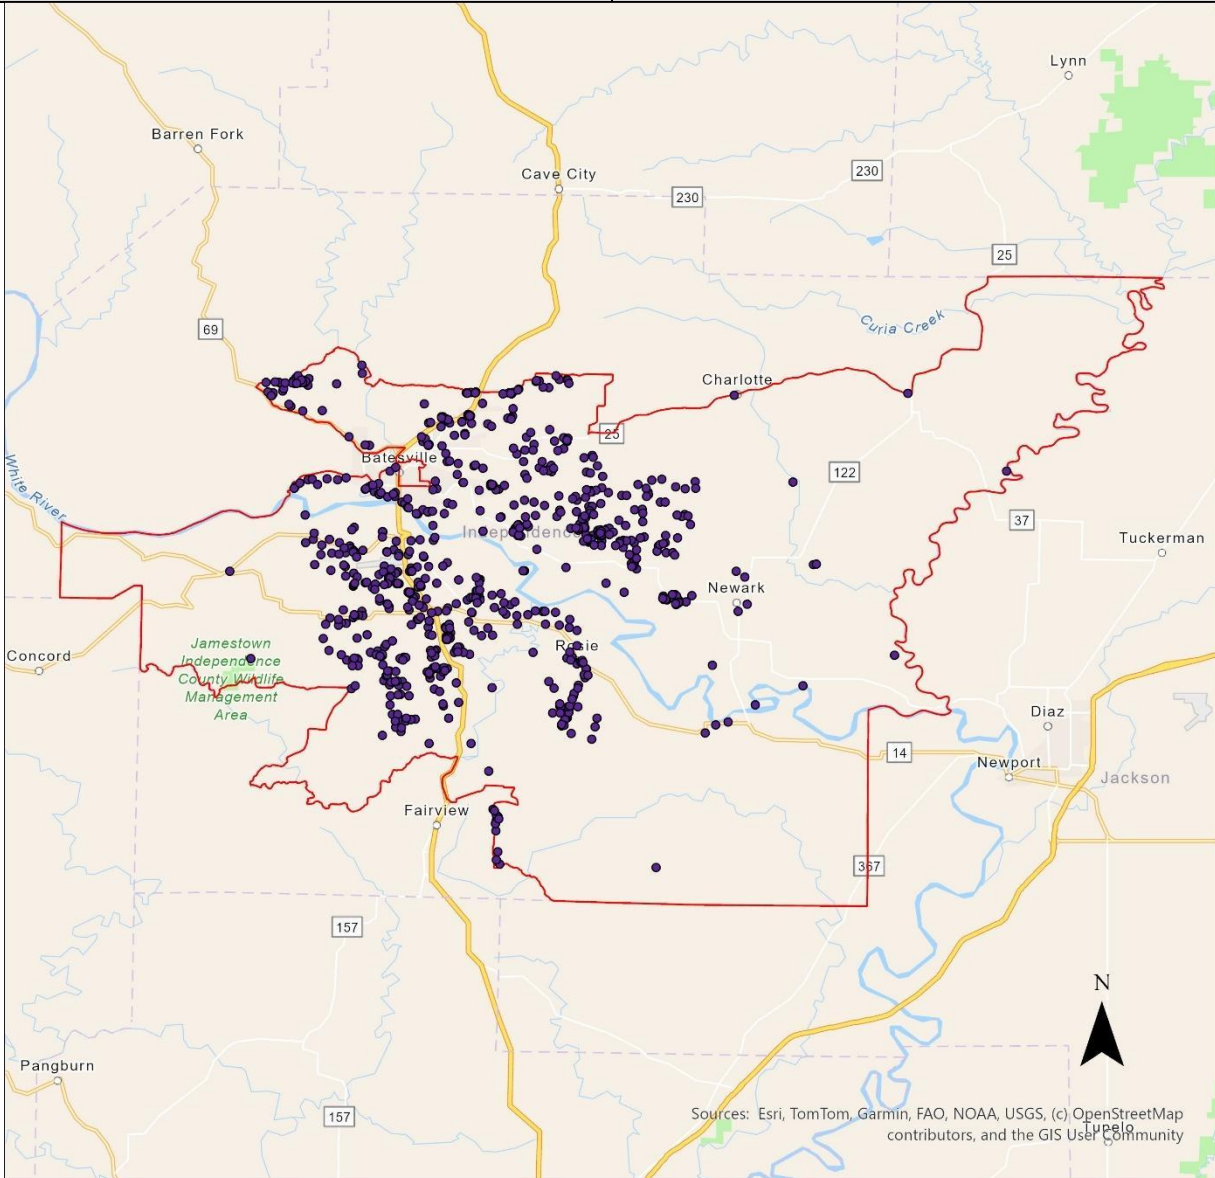 Lynn
Barren Fork
Cave City
230
230
25
Curia Creek
69
Charlotte
25
Batesville
122
White River
37
Independence
Tuckerman
Newark
Rosie
Jamestown
Independence
County Wildlife
Management
Area
Concord
Diaz
14
Newport
Jackson
Fairview
367
157
N
Pangburn
157
Sources: Esri, TomTom, Garmin, FAO, NOAA, USGS, (c) OpenStreetMap
contributors, and the GIS User Community
Tupelo